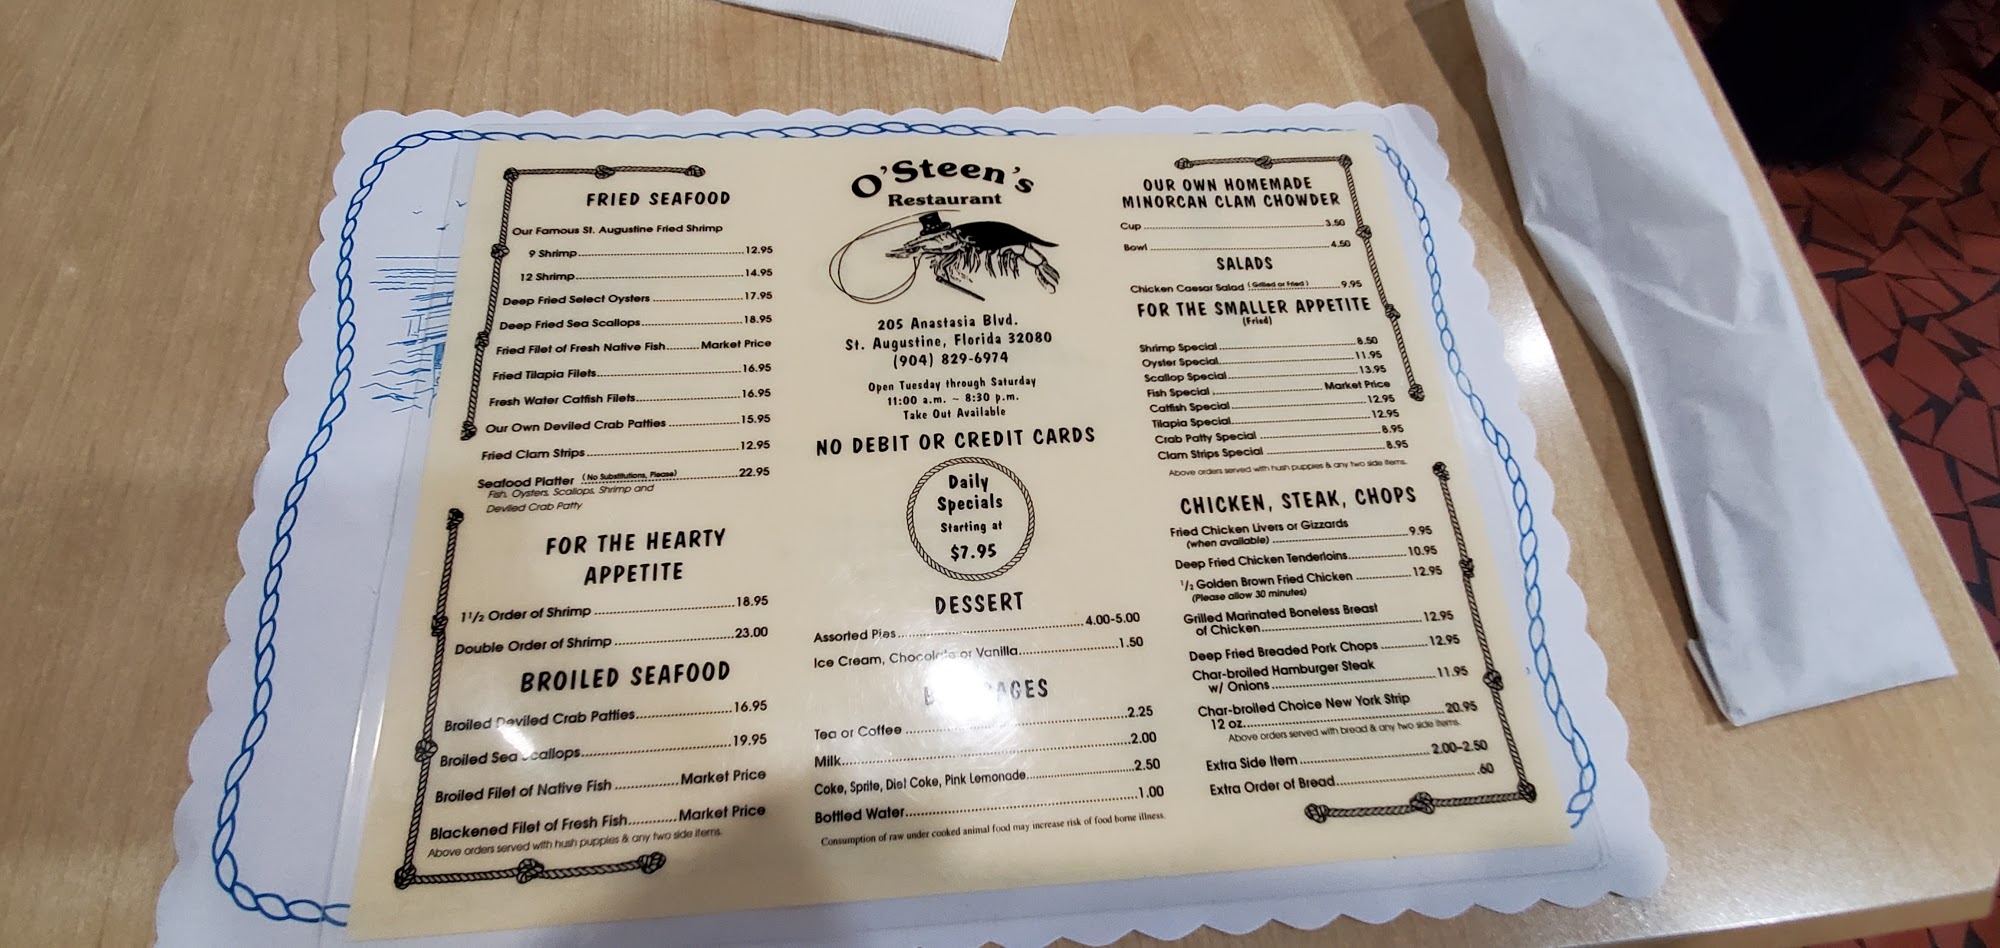 FRIED SEAFOOD
Our Famous St. Augustine Fried Shrimp
9 Shrimp 12.95
12 Shrimp 14.95
Deep Fried Select Oysters 17.95
Deep Fried Sea Scallops 18.95
Fried Filet of Fresh Native Fish Market Price
Fried Tilapia Filets 16.95
Fresh Water Catfish Filets 16.95
Our Own Deviled Crab Patties 15.95
Fried Clam Strips 12.95
Seafood Platter (No Substitutions, Please) 22.95
Fish, Oysters, Scallops, Shrimp and
Deviled Crab Patty
FOR THE HEARTY
APPETITE
1 1/2 Order of Shrimp 18.95
Double Order of Shrimp 23.00
BROILED SEAFOOD
Broiled Deviled Crab Patties 16.95
Broiled Sea Scallops 19.95
Broiled Filet of Native Fish Market Price
Blackened Filet of Fresh Fish Market Price
Above orders served with hush puppies & any two side items.
O'Steen's
Restaurant
205 Anastasia Blvd.
St. Augustine, Florida 32080
(904) 829-6974
Open Tuesday through Saturday
11:00 a.m. ~ 8:30 p.m.
Take Out Available
NO DEBIT OR CREDIT CARDS
Daily
Specials
Starting at
$7.95
DESSERT
Assorted Pies 4.00-5.00
Ice Cream, Chocolate or Vanilla 1.50
BEVERAGES
Tea or Coffee 2.25
Milk 2.00
Coke, Sprite, Diet Coke, Pink Lemonade 2.50
Bottled Water 1.00
Consumption of raw under cooked animal food may increase risk of food borne illness.
OUR OWN HOMEMADE
MINORCAN CLAM CHOWDER
Cup 3.50
Bowl 4.50
SALADS
Chicken Caesar Salad (Grilled or Fried) 9.95
FOR THE SMALLER APPETITE
(Fried)
Shrimp Special 8.50
Oyster Special 11.95
Scallop Special 13.95
Fish Special Market Price
Catfish Special 12.95
Tilapia Special 12.95
Crab Patty Special 8.95
Clam Strips Special 8.95
Above orders served with hush puppies & any two side items.
CHICKEN, STEAK, CHOPS
Fried Chicken Livers or Gizzards
(when available) 9.95
Deep Fried Chicken Tenderloins 10.95
1/2 Golden Brown Fried Chicken 12.95
(Please allow 30 minutes)
Grilled Marinated Boneless Breast
of Chicken 12.95
Deep Fried Breaded Pork Chops 12.95
Char-broiled Hamburger Steak
w/ Onions 11.95
Char-broiled Choice New York Strip
12 oz. 20.95
Above orders served with bread & any two side items.
Extra Side Item 2.00-2.50
Extra Order of Bread .60